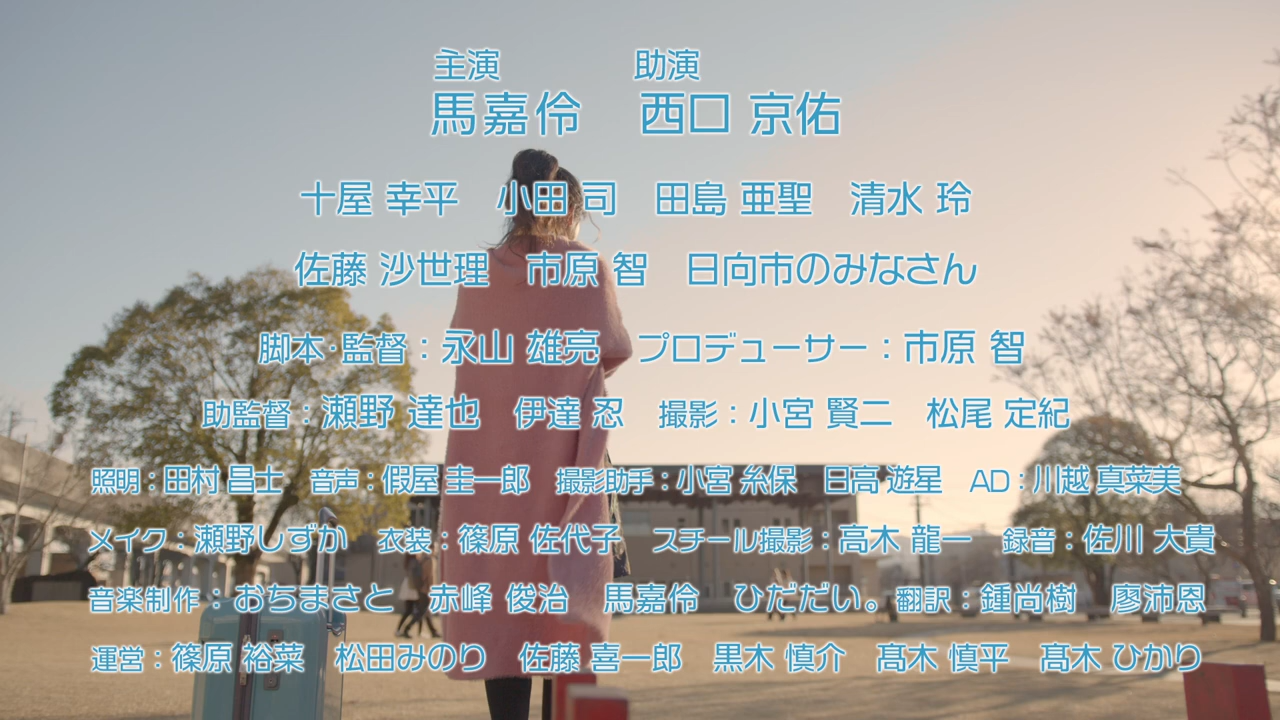 主演 助演
馬嘉伶 西口 京佑
十屋 幸平 小田 司 田島 亜聖 清水 玲
佐藤 沙世理 市原 智 日向市のみなさん
脚本・監督：永山 雄亮 プロデューサー：市原 智
助監督：瀬野 達也 伊達 忍 撮影：小宮 賢二 松尾 定紀
照明：田村 昌士 音声：假屋 圭一郎 撮影助手：小宮 糸保 日高 遊星 AD：川越 真菜美
メイク：瀬野しずか 衣装：篠原 佐代子 スチール撮影：高木 龍一 録音：佐川 大貴
音楽制作：おちまさと 赤峰 俊治 馬嘉伶 ひだだい。 翻訳：鍾尚樹 廖沛恩
運営：篠原 裕菜 松田みのり 佐藤 喜一郎 黒木 慎介 髙木 慎平 髙木 ひかり